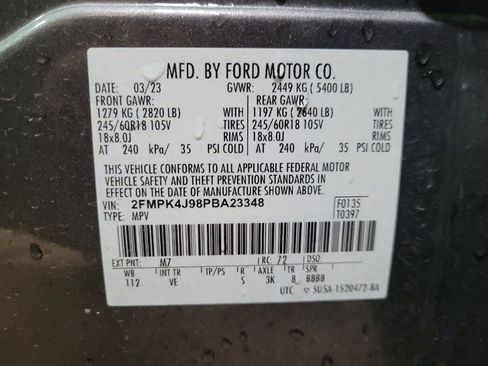 MFD. BY FORD MOTOR CO.
DATE: 03/23 GVWR: 2449 KG ( 5400 LB)
FRONT GAWR: REAR GAWR:
1279 KG ( 2820 LB) WITH 1197 KG ( 2640 LB) WITH
245/60R18 105V TIRES 245/60R18 105V TIRES
18x8.0J RIMS 18x8.0J RIMS
AT 240 kPa/ 35 PSI COLD AT 240 kPa/ 35 PSI COLD
THIS VEHICLE CONFORMS TO ALL APPLICABLE FEDERAL MOTOR
VEHICLE SAFETY AND THEFT PREVENTION STANDARDS IN
EFFECT ON THE DATE OF MANUFACTURE SHOWN ABOVE.
VIN: 2FMPK4J98PBA23348 F0135
TYPE: MPV T0397
EXT PNT: M7 RC: 72 DSO:
WB INT TR TP/PS R AXLE TR SPR
112 VE S 3K 8 8888
UTC 5U5A-1520472-BA